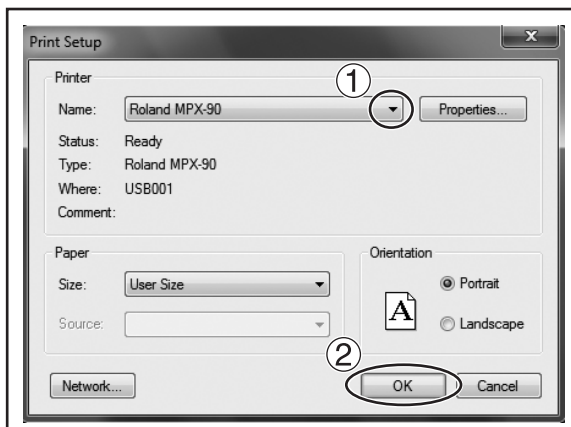 Print Setup
x
Printer
①
Name: Roland MPX-90 Properties...
Status: Ready
Type: Roland MPX-90
Where: USB001
Comment:
Paper Orientation
Size: User Size Portrait
A
Source: Landscape
②
Network... OK Cancel